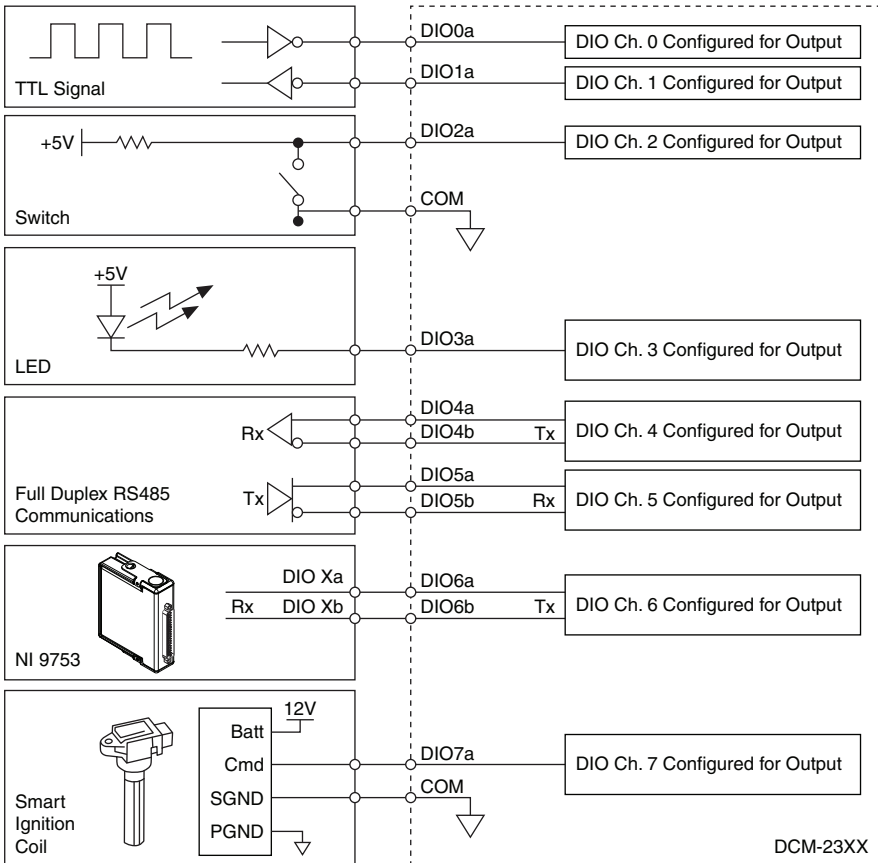 DIO0a
DIO Ch. 0 Configured for Output
DIO1a
DIO Ch. 1 Configured for Output
TTL Signal
+5V
DIO2a
DIO Ch. 2 Configured for Output
COM
Switch
+5V
DIO3a
DIO Ch. 3 Configured for Output
LED
DIO4a
Rx
DIO4b
Tx
DIO Ch. 4 Configured for Output
DIO5a
Tx
DIO5b
Rx
DIO Ch. 5 Configured for Output
Full Duplex RS485
Communications
DIO Xa
DIO6a
Rx
DIO Xb
DIO6b
Tx
DIO Ch. 6 Configured for Output
NI 9753
12V
Batt
Cmd
DIO7a
DIO Ch. 7 Configured for Output
SGND
COM
PGND
Smart
Ignition
Coil
DCM-23XX